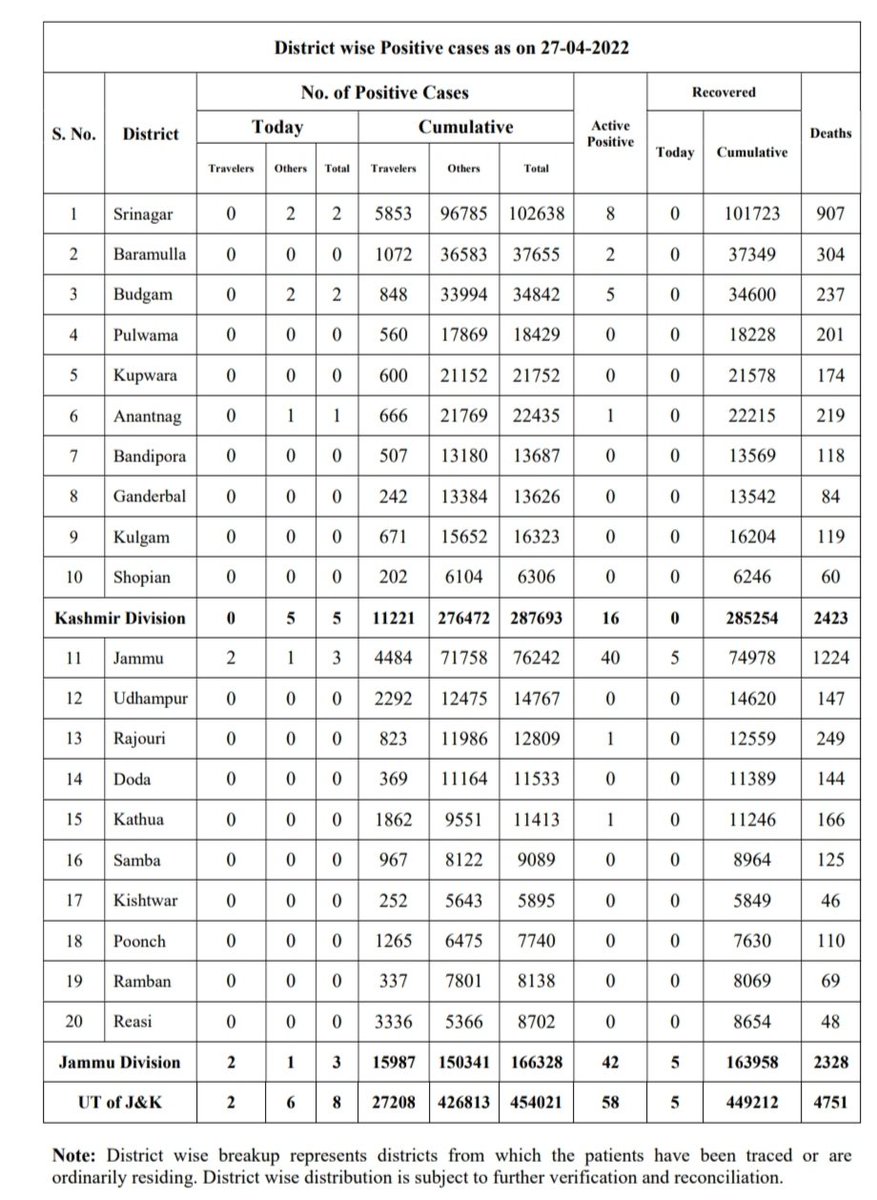 District wise Positive cases as on 27-04-2022
S. No. District No. of Positive Cases Active Positive Recovered Deaths
Today Cumulative Today Cumulative
Travelers Others Total Travelers Others Total
1 Srinagar 0 2 2 5853 96785 102638 8 0 101723 907
2 Baramulla 0 0 0 1072 36583 37655 2 0 37349 304
3 Budgam 0 2 2 848 33994 34842 5 0 34600 237
4 Pulwama 0 0 0 560 17869 18429 0 0 18228 201
5 Kupwara 0 0 0 600 21152 21752 0 0 21578 174
6 Anantnag 0 1 1 666 21769 22435 1 0 22215 219
7 Bandipora 0 0 0 507 13180 13687 0 0 13569 118
8 Ganderbal 0 0 0 242 13384 13626 0 0 13542 84
9 Kulgam 0 0 0 671 15652 16323 0 0 16204 119
10 Shopian 0 0 0 202 6104 6306 0 0 6246 60
Kashmir Division 0 5 5 11221 276472 287693 16 0 285254 2423
11 Jammu 2 1 3 4484 71758 76242 40 5 74978 1224
12 Udhampur 0 0 0 2292 12475 14767 0 0 14620 147
13 Rajouri 0 0 0 823 11986 12809 1 0 12559 249
14 Doda 0 0 0 369 11164 11533 0 0 11389 144
15 Kathua 0 0 0 1862 9551 11413 1 0 11246 166
16 Samba 0 0 0 967 8122 9089 0 0 8964 125
17 Kishtwar 0 0 0 252 5643 5895 0 0 5849 46
18 Poonch 0 0 0 1265 6475 7740 0 0 7630 110
19 Ramban 0 0 0 337 7801 8138 0 0 8069 69
20 Reasi 0 0 0 3336 5366 8702 0 0 8654 48
Jammu Division 2 1 3 15987 150341 166328 42 5 163958 2328
UT of J&K 2 6 8 27208 426813 454021 58 5 449212 4751
Note: District wise breakup represents districts from which the patients have been traced or are
ordinarily residing. District wise distribution is subject to further verification and reconciliation.